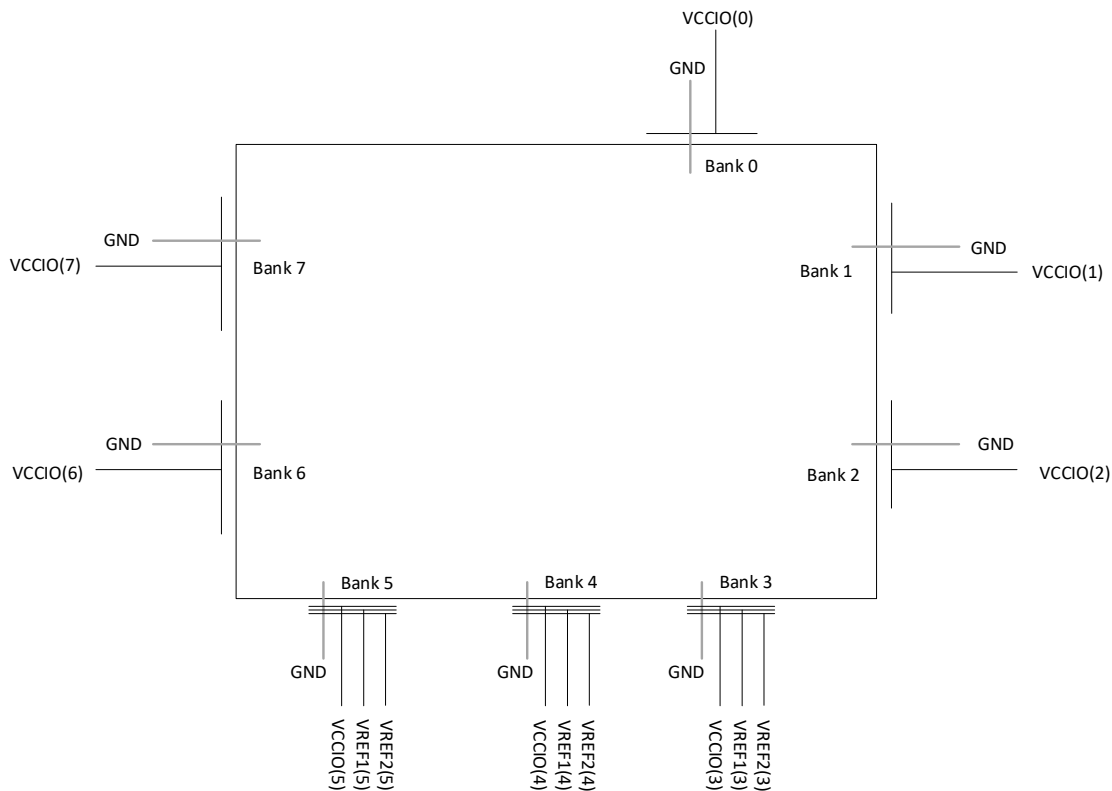 VCCIO(0)
GND
Bank 0
GND
VCCIO(7)
Bank 7
GND
Bank 1
VCCIO(1)
GND
VCCIO(6)
Bank 6
GND
Bank 2
VCCIO(2)
Bank 5
Bank 4
Bank 3
GND
GND
GND
VCCIO(5)
VREF1(5)
VREF2(5)
VCCIO(4)
VREF1(4)
VREF2(4)
VCCIO(3)
VREF1(3)
VREF2(3)